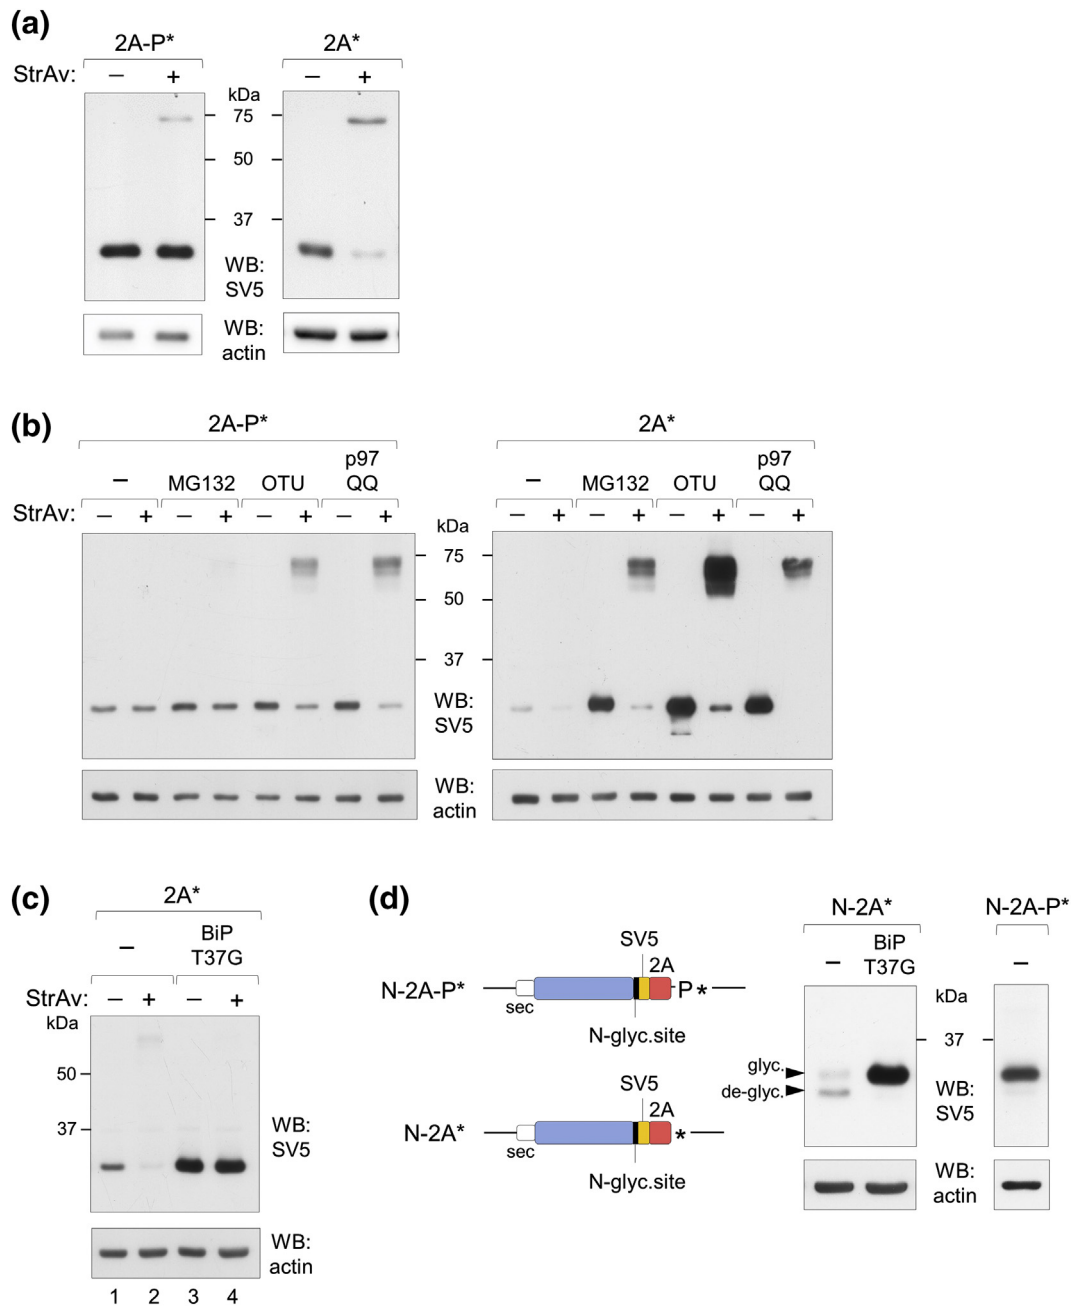 (a)
2A-P*
2A*
StrAv: – + – +
kDa
75
50
37
WB:
SV5
WB:
actin
(b)
2A-P*
2A*
– MG132 OTU p97 QQ
– MG132 OTU p97 QQ
StrAv: – + – + – + – + – + – + – + – +
kDa
75
50
37
WB:
SV5
WB:
actin
(c)
2A*
– BiP T37G
StrAv: – + – +
kDa
50
37
WB:
SV5
WB:
actin
1 2 3 4
(d)
SV5
2A
N-2A-P* P *
sec
N-glyc.site
SV5
2A
N-2A* *
sec
N-glyc.site
N-2A* N-2A-P*
– BiP T37G –
kDa
37
glyc.
de-glyc.
WB:
SV5
WB:
actin